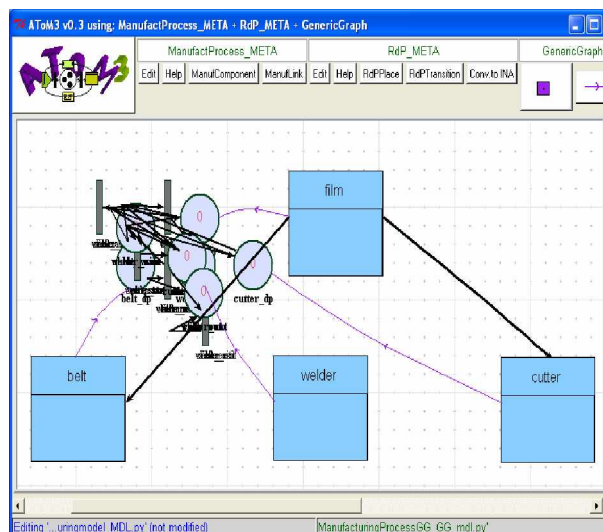 AToM3 v0.3 using: ManufactProcess_META + RdP_META + GenericGraph
ManufactProcess_META RdP_META GenericGraph
Edit Help ManufComponent ManufLink Edit Help RdPPlace RdPTransition Conv.to INA
AToM3
film
0
0
0
0
belt_dp
cutter_dp
belt
welder
cutter
Editing '...uringmodel_MDL.py' (not modified) ManufacturingProcessGG_GG_mdl.py'